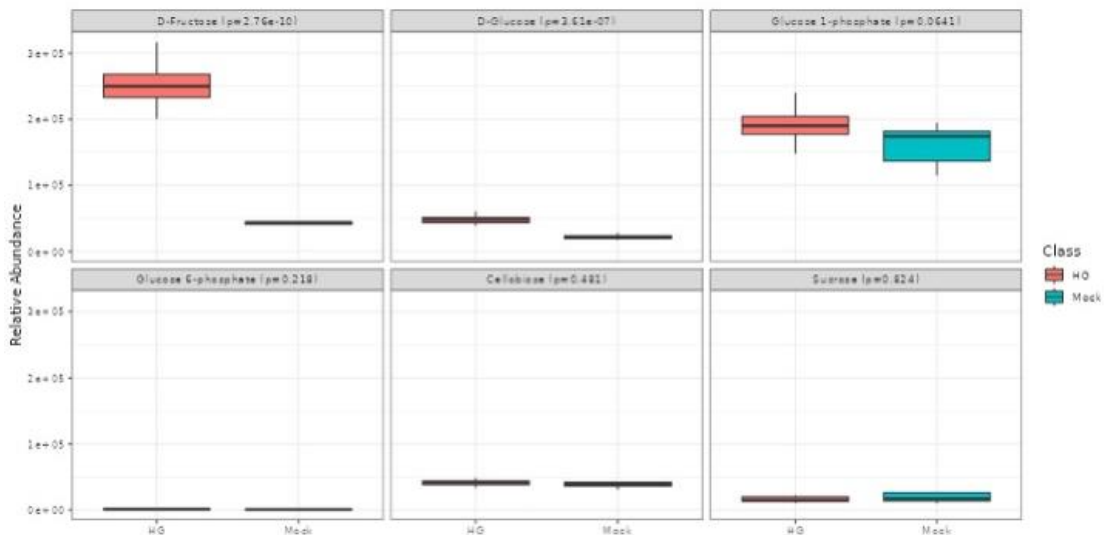 D-Fructose (p=2.76e-10)
D-Glucose (p=3.61e-07)
Glucose 1-phosphate (p=0.0641)
3e+05
2e+05
1e+05
0e+00
Relative Abundance
Glucose 6-phosphate (p=0.218)
Cellobiose (p=0.481)
Sucrose (p=0.824)
3e+05
2e+05
1e+05
0e+00
HG
Mock
HG
Mock
HG
Mock
Class
HG
Mock